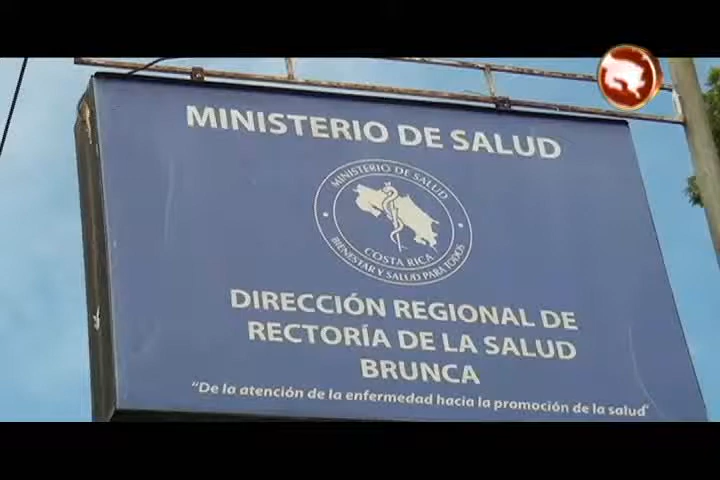 MINISTERIO DE SALUD
MINISTERIO DE SALUD
COSTA RICA
BIENESTAR Y SALUD PARA TODOS
DIRECCIÓN REGIONAL DE
RECTORÍA DE LA SALUD
BRUNCA
"De la atención de la enfermedad hacia la promoción de la salud"